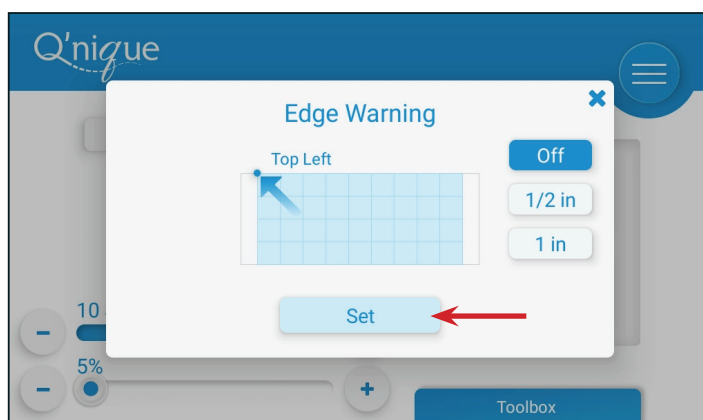 Q'nique
Edge Warning
Top Left
Off
1/2 in
1 in
Set
10
5%
Toolbox